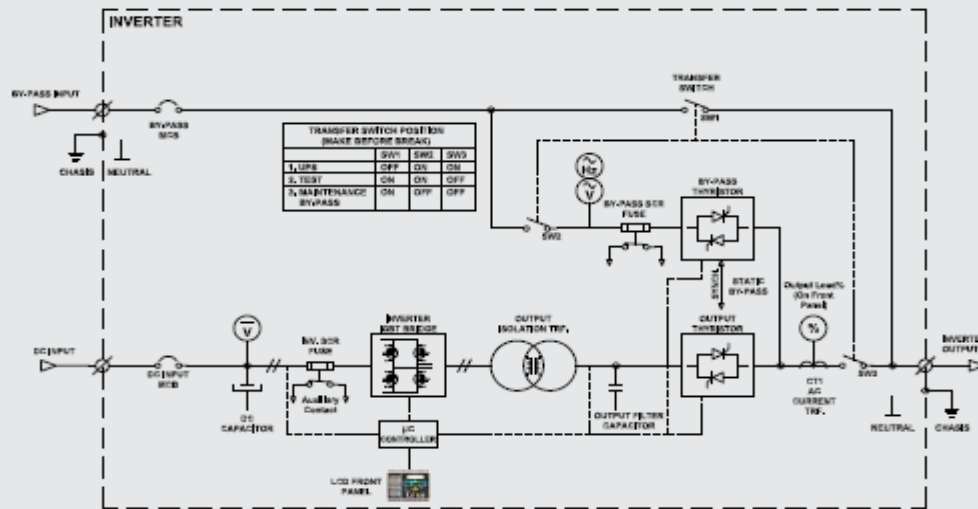 INVERTER
TRANSFER
SWITCH
BY-PASS INPUT
SW1
BY-PASS
MCB
TRANSFER SWITCH POSITION
(MAKE BEFORE BREAK)
SW1 SW2 SW3
1, UPS OFF ON ON
2, TEST ON ON OFF
3, MAINTENANCE ON OFF OFF
BY-PASS
CHASIS
NEUTRAL
Hz
V
BY-PASS SCR
FUSE
BY-PASS
THYRISTOR
SW2
SYNCH.
STATIC
BY-PASS
Output Load%
(On Front
Panel)
V
INV. SCR
FUSE
INVERTER
IGBT BRIDGE
OUTPUT
ISOLATION TRF.
OUTPUT
THYRISTOR
%
DC INPUT
INVERTER
OUTPUT
DC INPUT
MCB
SW3
Auxiliary
Contact
CT1
AC
CURRENT
TRF.
DC
CAPACITOR
OUTPUT FILTER
CAPACITOR
µC
CONTROLLER
NEUTRAL
CHASIS
LCD FRONT
PANEL